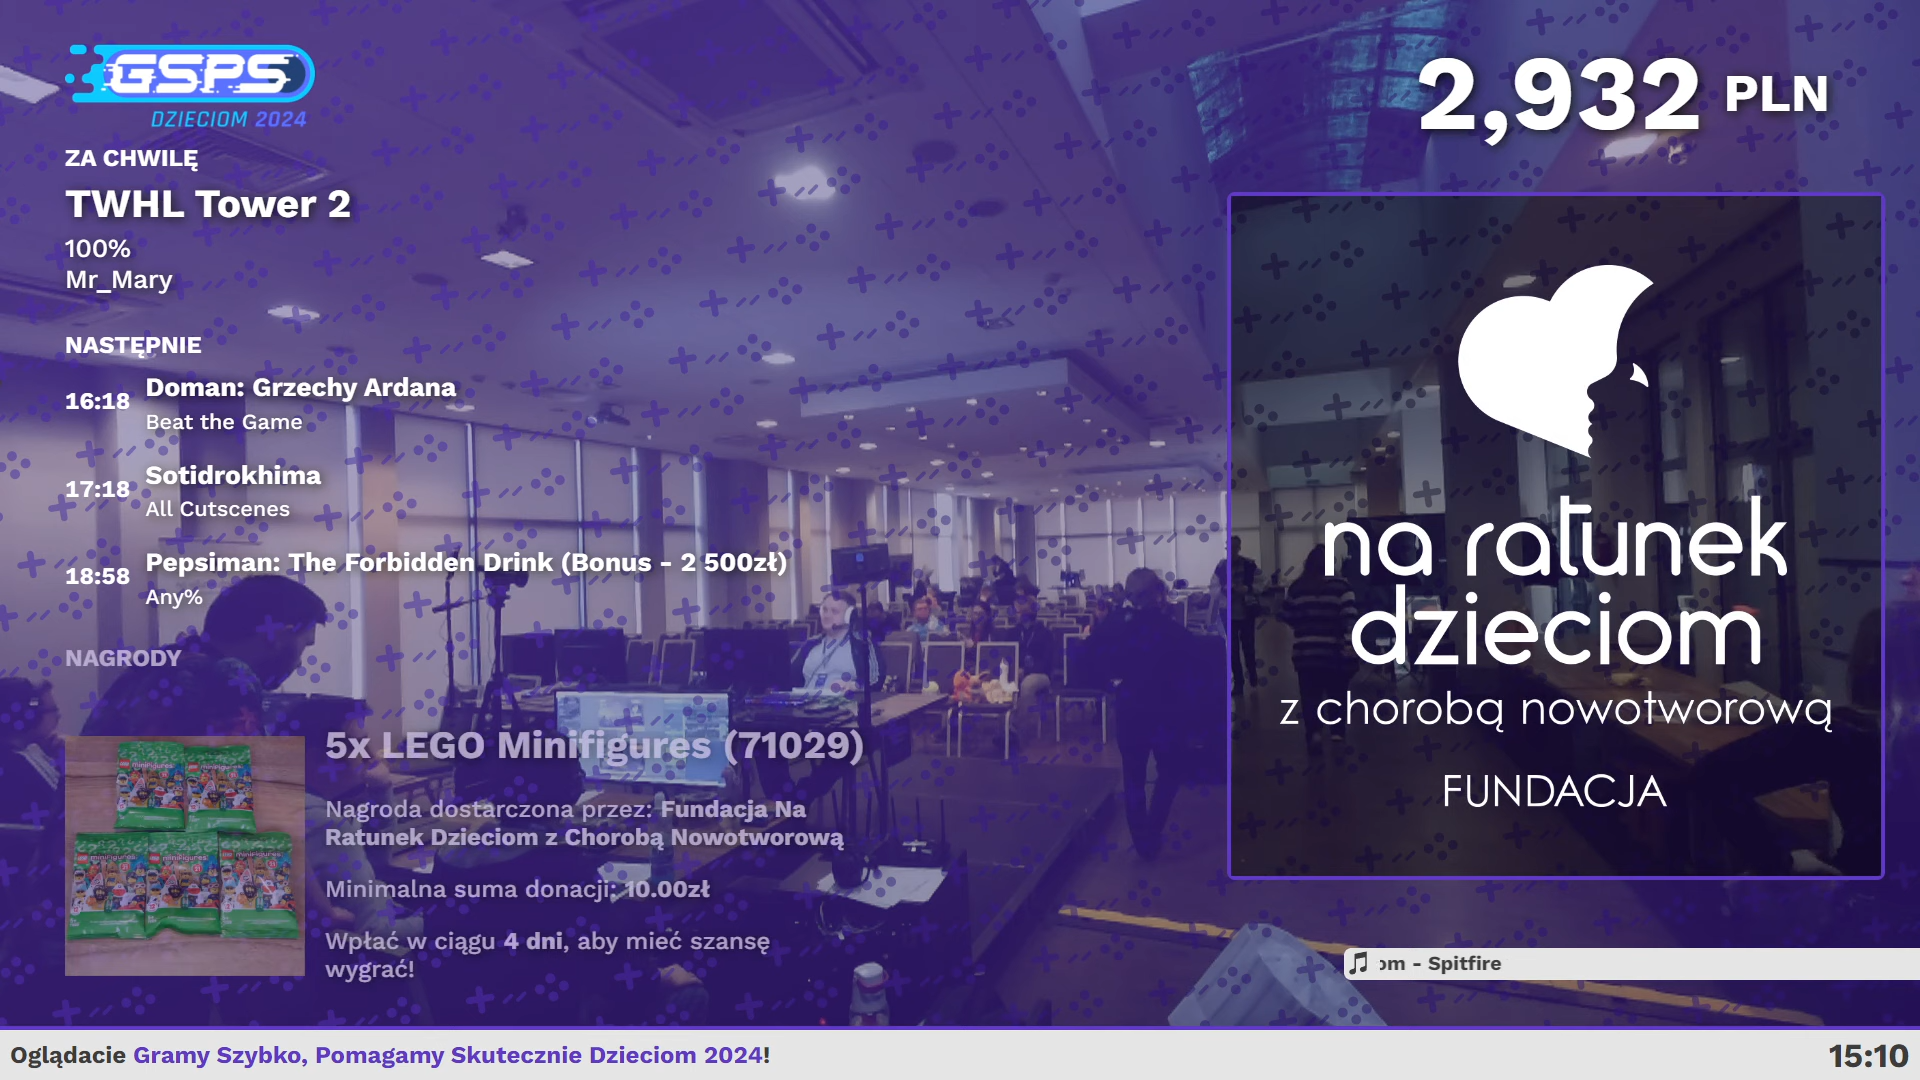 GSPS
DZIECIOM 2024
ZA CHWILĘ
TWHL Tower 2
100%
Mr_Mary
NASTĘPNIE
16:18
Doman: Grzechy Ardana
Beat the Game
17:18
Sotidrokhima
All Cutscenes
18:58
Pepsiman: The Forbidden Drink (Bonus - 2 500zł)
Any%
NAGRODY
5x LEGO Minifigures (71029)
Nagroda dostarczona przez: Fundacja Na
Ratunek Dzieciom z Chorobą Nowotworową
Minimalna suma donacji: 10.00zł
Wpłać w ciągu 4 dni, aby mieć szansę
wygrać!
2,932 PLN
na ratunek
dzieciom
z chorobą nowotworową
FUNDACJA
om - Spitfire
Oglądacie Gramy Szybko, Pomagamy Skutecznie Dzieciom 2024!
15:10